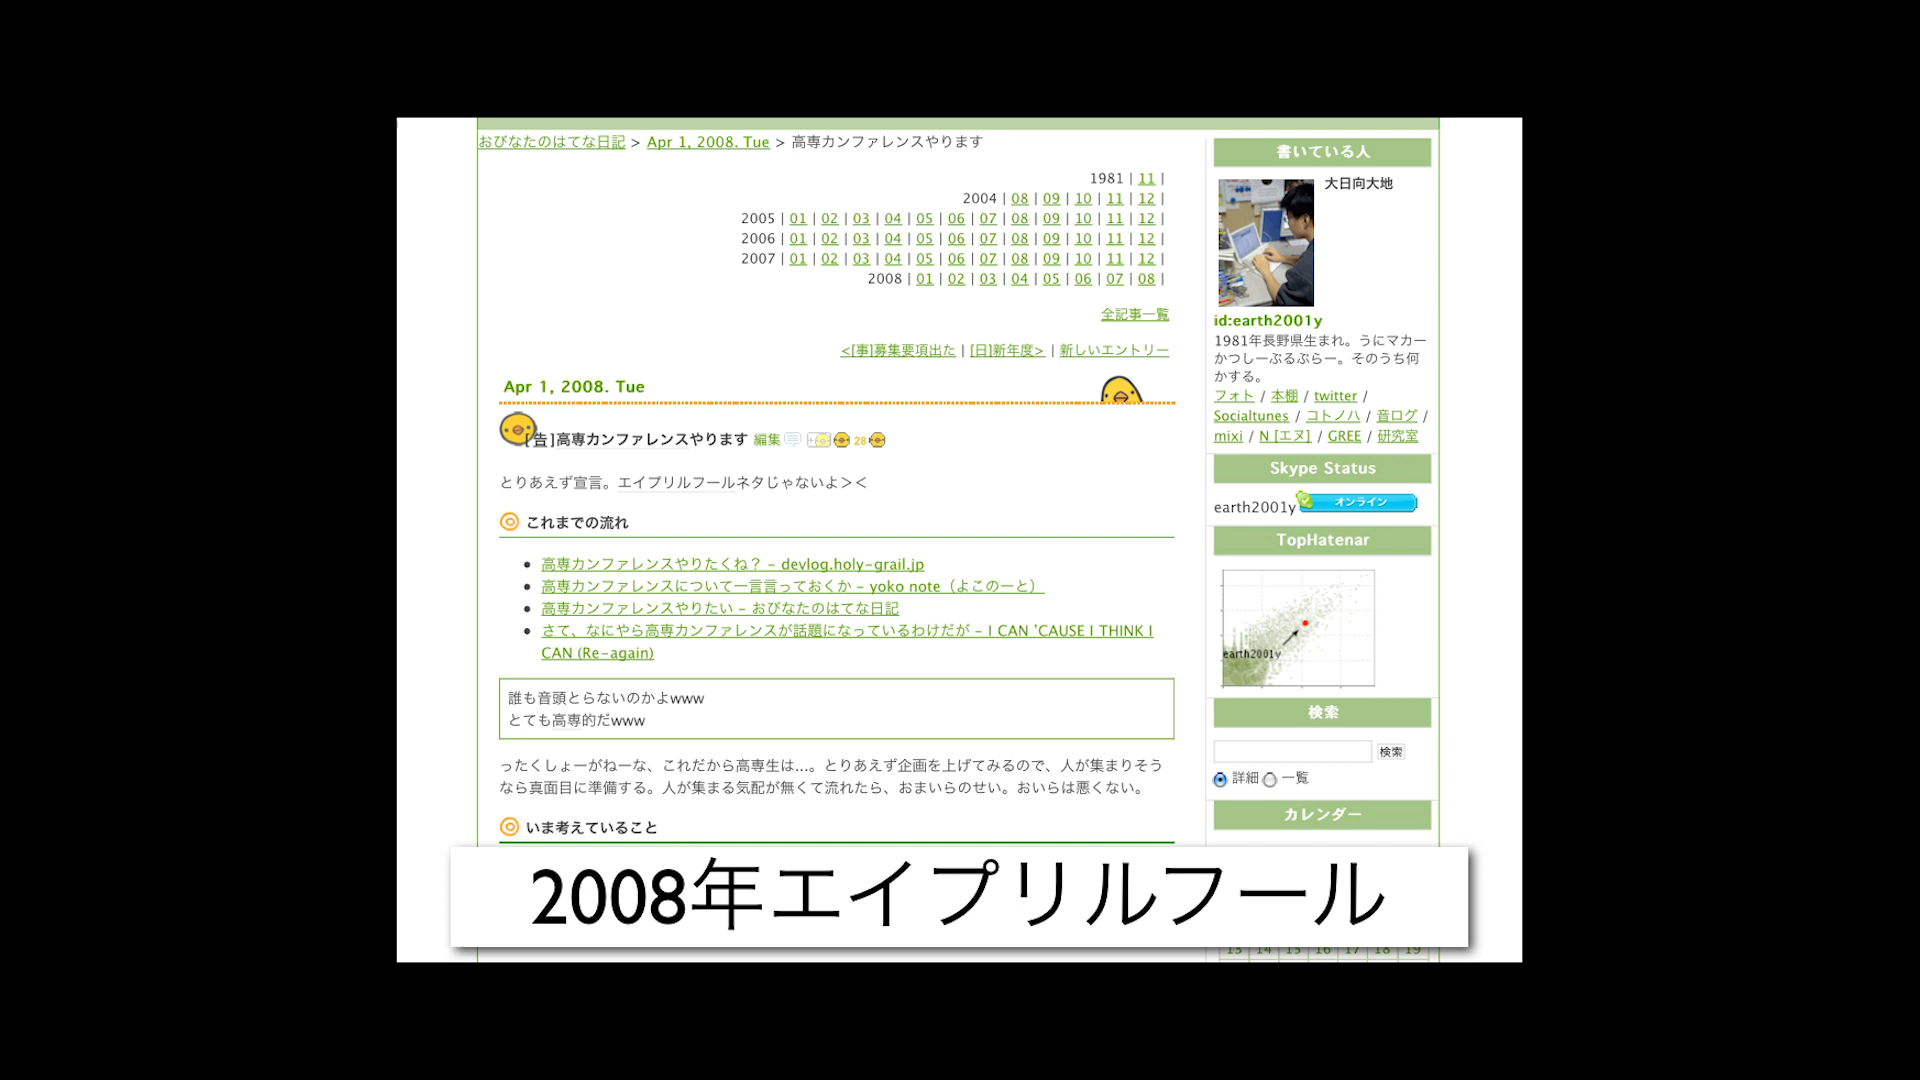 おびなたのはてな日記 > Apr 1, 2008. Tue > 高専カンファレンスやります
1981 | 11 |
2004 | 08 | 09 | 10 | 11 | 12 |
2005 | 01 | 02 | 03 | 04 | 05 | 06 | 07 | 08 | 09 | 10 | 11 | 12 |
2006 | 01 | 02 | 03 | 04 | 05 | 06 | 07 | 08 | 09 | 10 | 11 | 12 |
2007 | 01 | 02 | 03 | 04 | 05 | 06 | 07 | 08 | 09 | 10 | 11 | 12 |
2008 | 01 | 02 | 03 | 04 | 05 | 06 | 07 | 08 |
全記事一覧
<[事]募集要項出た | [日]新年度> | 新しいエントリー
Apr 1, 2008. Tue
[告]高専カンファレンスやります 編集 28
とりあえず宣言。エイプリルフールネタじゃないよ＞＜
これまでの流れ
高専カンファレンスやりたくね？ - devlog.holy-grail.jp
高専カンファレンスについて一言言っておくか - yoko note（よこのーと）
高専カンファレンスやりたい - おびなたのはてな日記
さて、なにやら高専カンファレンスが話題になっているわけだが - I CAN 'CAUSE I THINK I
CAN (Re-again)
誰も音頭とらないのかよwww
とても高専的だwww
ったくしょーがねーな、これだから高専生は…。とりあえず企画を上げてみるので、人が集まりそう
なら真面目に準備する。人が集まる気配が無くて流れたら、おまいらのせい。おいらは悪くない。
いま考えていること
書いている人
大日向大地
id:earth2001y
1981年長野県生まれ。うにマカー
かつしーぷるぷらー。そのうち何
かする。
フォト / 本棚 / twitter /
Socialtunes / コトノハ / 音ログ /
mixi / N [エヌ] / GREE / 研究室
Skype Status
earth2001y オンライン
TopHatenar
earth2001y
検索
検索
詳細 一覧
カレンダー
13 14 15 16 17 18 19
2008年エイプリルフール